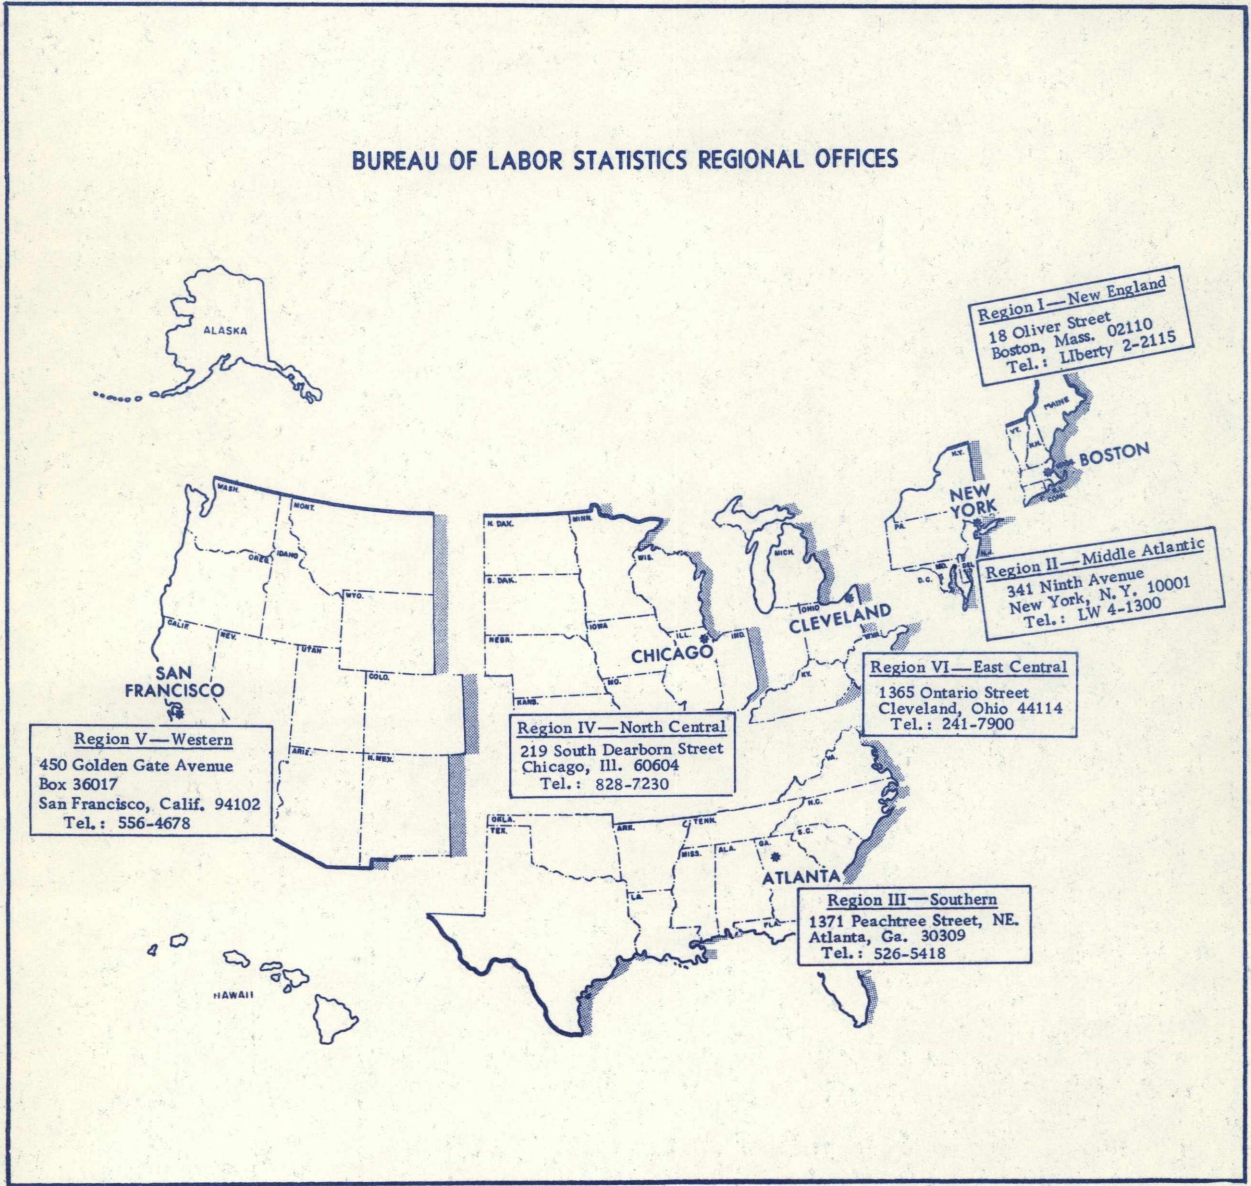 BUREAU OF LABOR STATISTICS REGIONAL OFFICES
ALASKA
Region I—New England
18 Oliver Street
Boston, Mass. 02110
Tel.: LIberty 2-2115
MAINE
VT.
N.H.
MASS.
R.I.
CONN.
BOSTON
N.Y.
NEW
YORK
PA.
N.J.
MD.
DEL.
D.C.
Region II—Middle Atlantic
341 Ninth Avenue
New York, N.Y. 10001
Tel.: LW 4-1300
WASH.
MONT.
OREG.
IDAHO
WYO.
CALIF.
NEV.
UTAH
COLO.
ARIZ.
N. MEX.
SAN
FRANCISCO
Region V—Western
450 Golden Gate Avenue
Box 36017
San Francisco, Calif. 94102
Tel.: 556-4678
N. DAK.
MINN.
S. DAK.
WIS.
NEBR.
IOWA
ILL.
IND.
KANS.
MO.
CHICAGO
Region IV—North Central
219 South Dearborn Street
Chicago, Ill. 60604
Tel.: 828-7230
MICH.
OHIO
CLEVELAND
W.VA.
KY.
Region VI—East Central
1365 Ontario Street
Cleveland, Ohio 44114
Tel.: 241-7900
VA.
N.C.
TENN.
S.C.
OKLA.
TEX.
ARK.
MISS.
ALA.
GA.
LA.
FLA.
ATLANTA
Region III—Southern
1371 Peachtree Street, NE.
Atlanta, Ga. 30309
Tel.: 526-5418
HAWAII